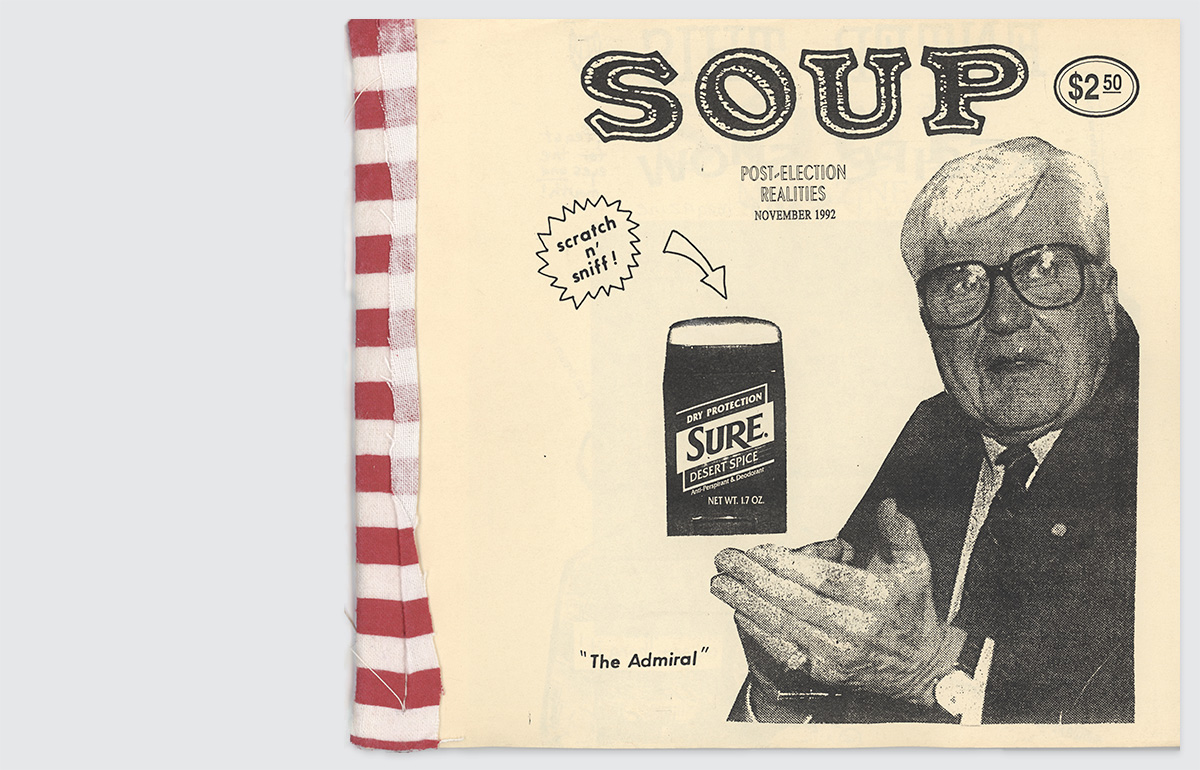 SOUP
$2 50
POST-ELECTION
REALITIES
NOVEMBER 1992
scratch
n'
sniff!
DRY PROTECTION
SURE.
DESERT SPICE
Anti-Perspirant & Deodorant
NET WT. 1.7 OZ.
"The Admiral"